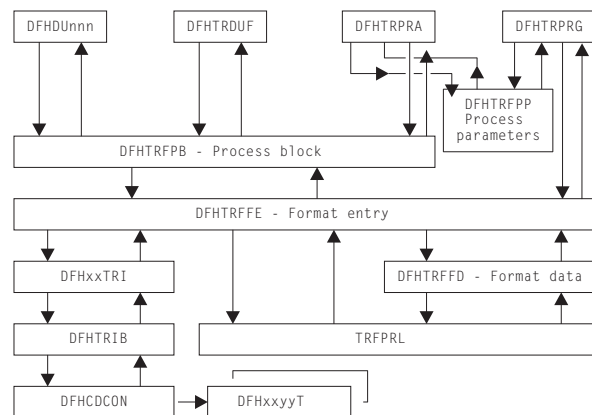 DFHDUnnn
DFHTRDUF
DFHTRPRA
DFHTRPRG
DFHTRFPP
Process
parameters
DFHTRFPB - Process block
DFHTRFFE - Format entry
DFHxxTRI
DFHTRFFD - Format data
DFHTRIB
TRFPRL
DFHCDCON
DFHxxyyT